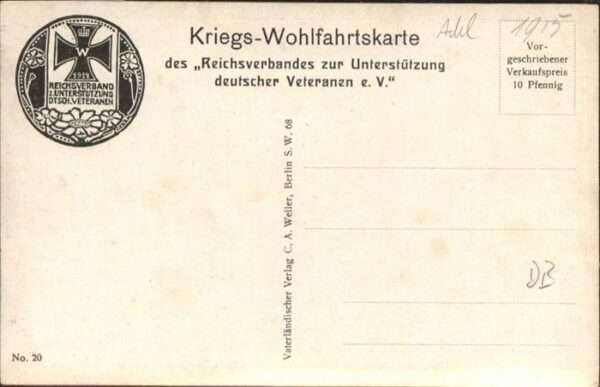 W
1914
REICHSVERBAND
Z. UNTERSTÜTZUNG
DTSCH. VETERANEN
Kriegs-Wohlfahrtskarte
des „Reichsverbandes zur Unterstützung
deutscher Veteranen e. V.“
Adel
1915
Vor-
geschriebener
Verkaufspreis
10 Pfennig
Vaterländischer Verlag C. A. Weller, Berlin S. W. 68
DB
No. 20